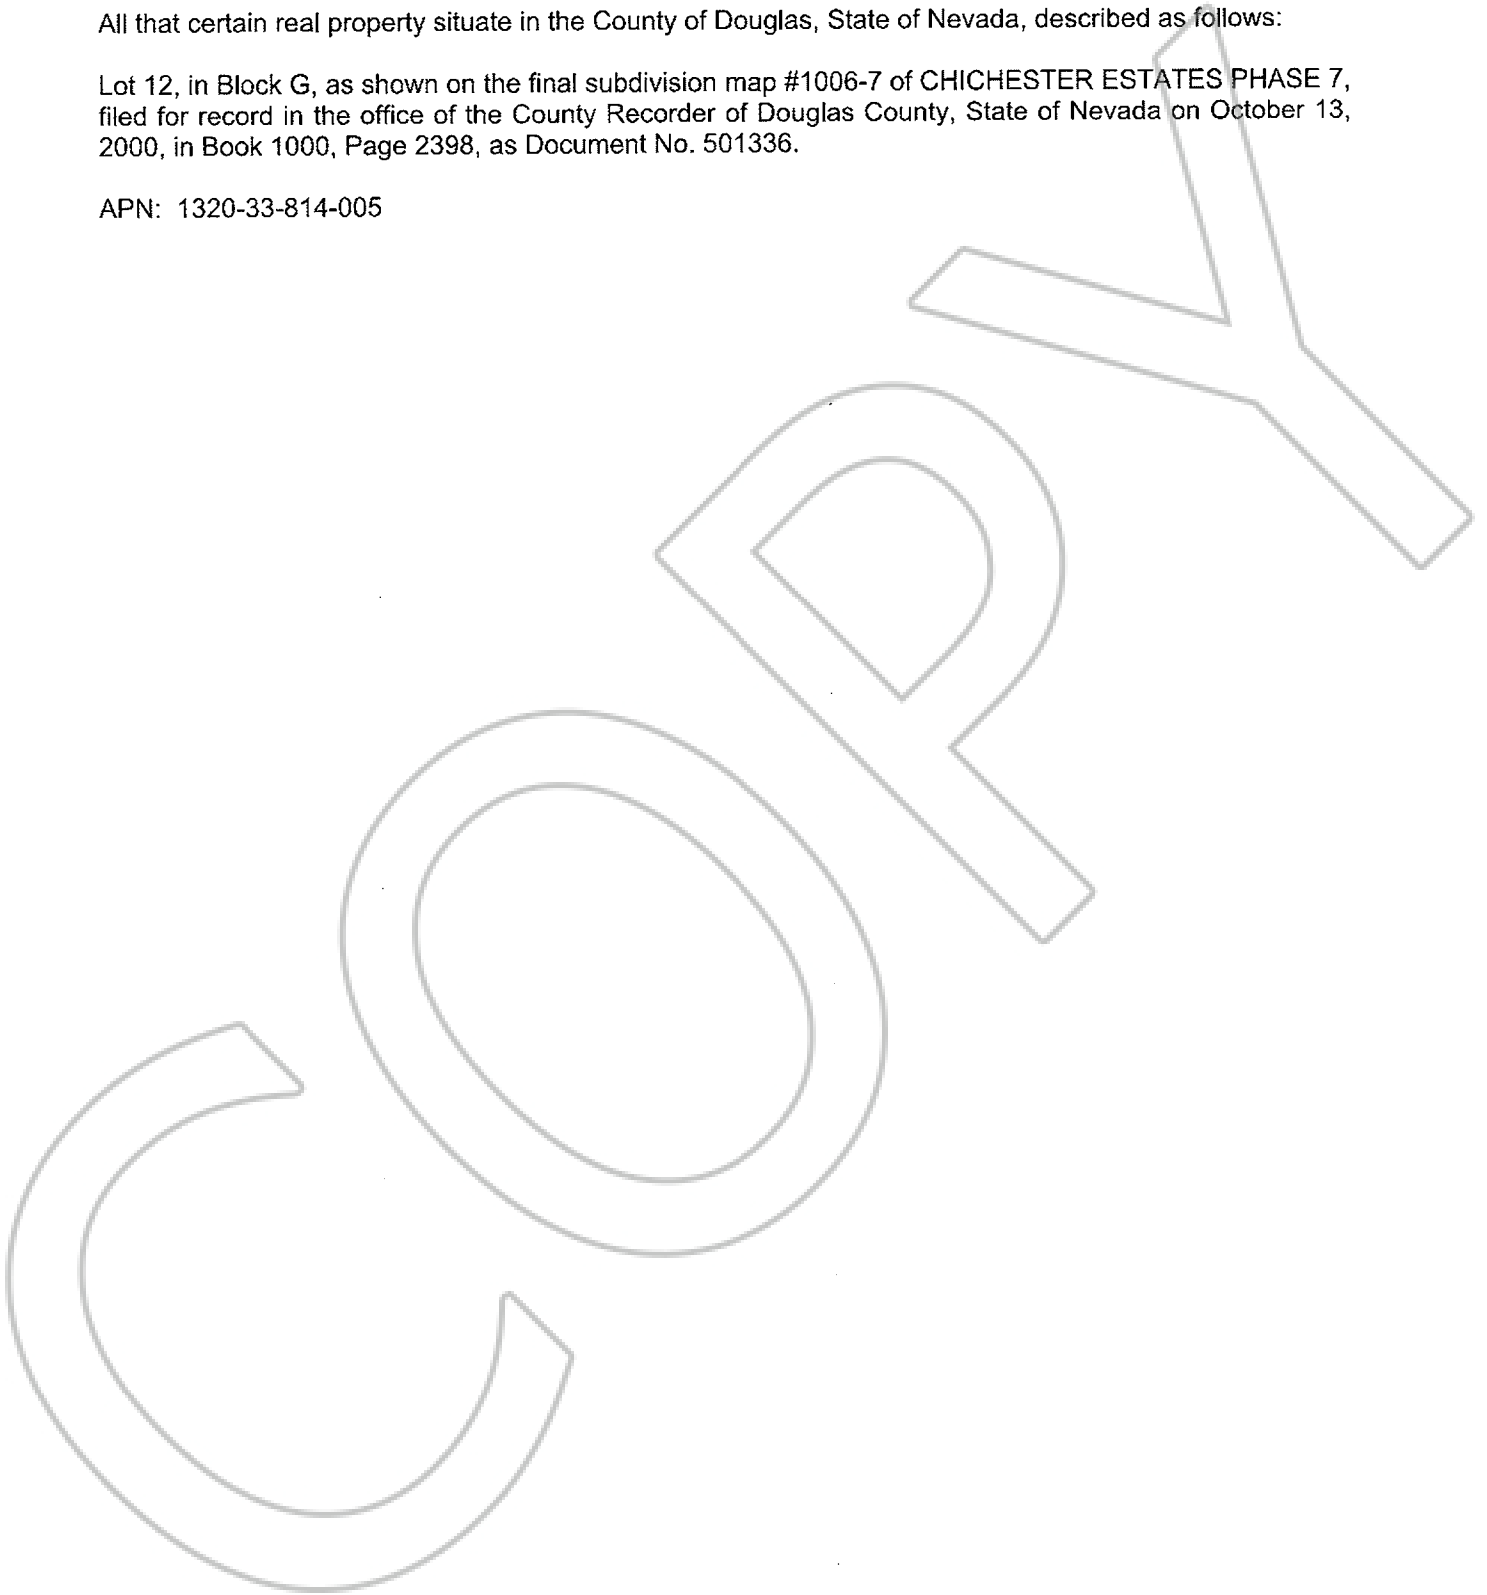 All that certain real property situate in the County of Douglas, State of Nevada, described as follows:
Lot 12, in Block G, as shown on the final subdivision map #1006-7 of CHICHESTER ESTATES PHASE 7,
filed for record in the office of the County Recorder of Douglas County, State of Nevada on October 13,
2000, in Book 1000, Page 2398, as Document No. 501336.
APN: 1320-33-814-005
COPY